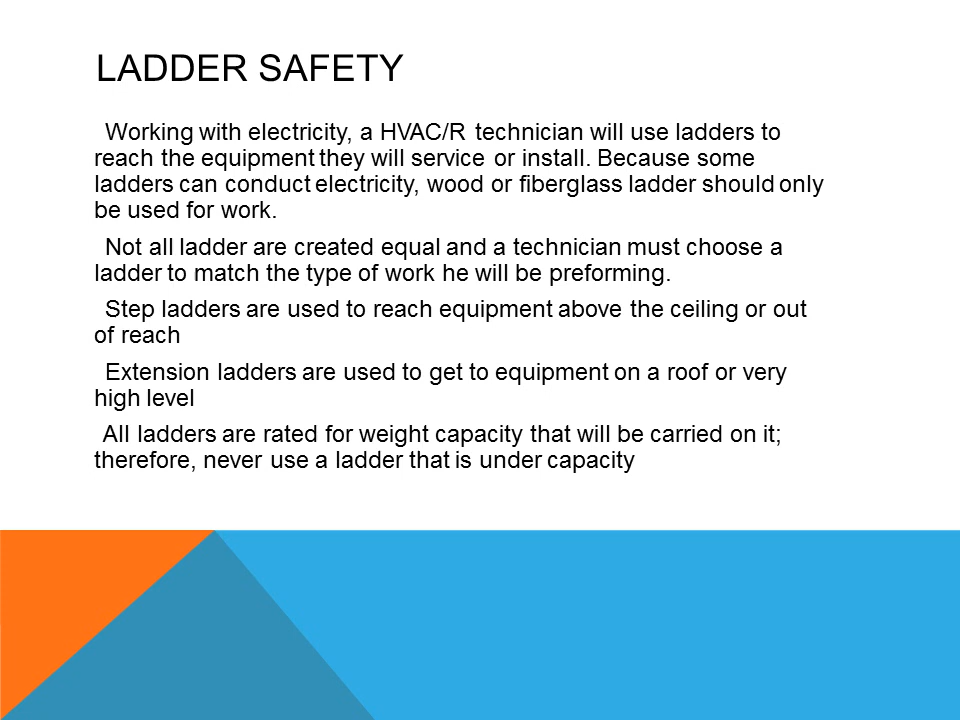 LADDER SAFETY
Working with electricity, a HVAC/R technician will use ladders to
reach the equipment they will service or install. Because some
ladders can conduct electricity, wood or fiberglass ladder should only
be used for work.
Not all ladder are created equal and a technician must choose a
ladder to match the type of work he will be preforming.
Step ladders are used to reach equipment above the ceiling or out
of reach
Extension ladders are used to get to equipment on a roof or very
high level
All ladders are rated for weight capacity that will be carried on it;
therefore, never use a ladder that is under capacity